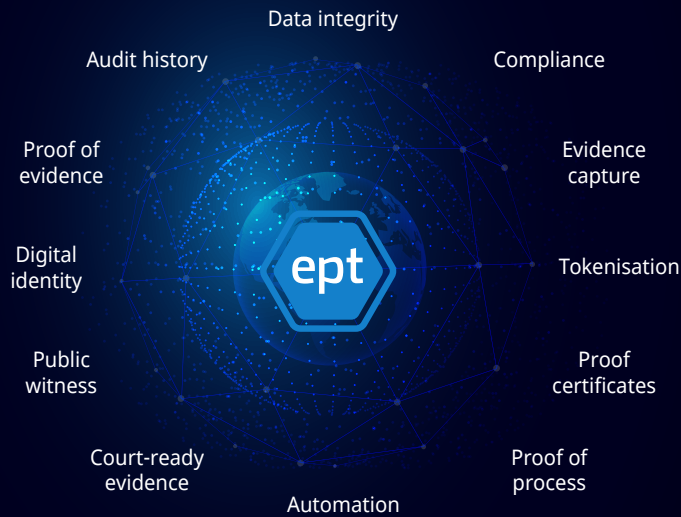 Data integrity
Audit history
Compliance
Proof of
evidence
Evidence
capture
ept
Digital
identity
Tokenisation
Public
witness
Proof
certificates
Court-ready
evidence
Proof of
process
Automation